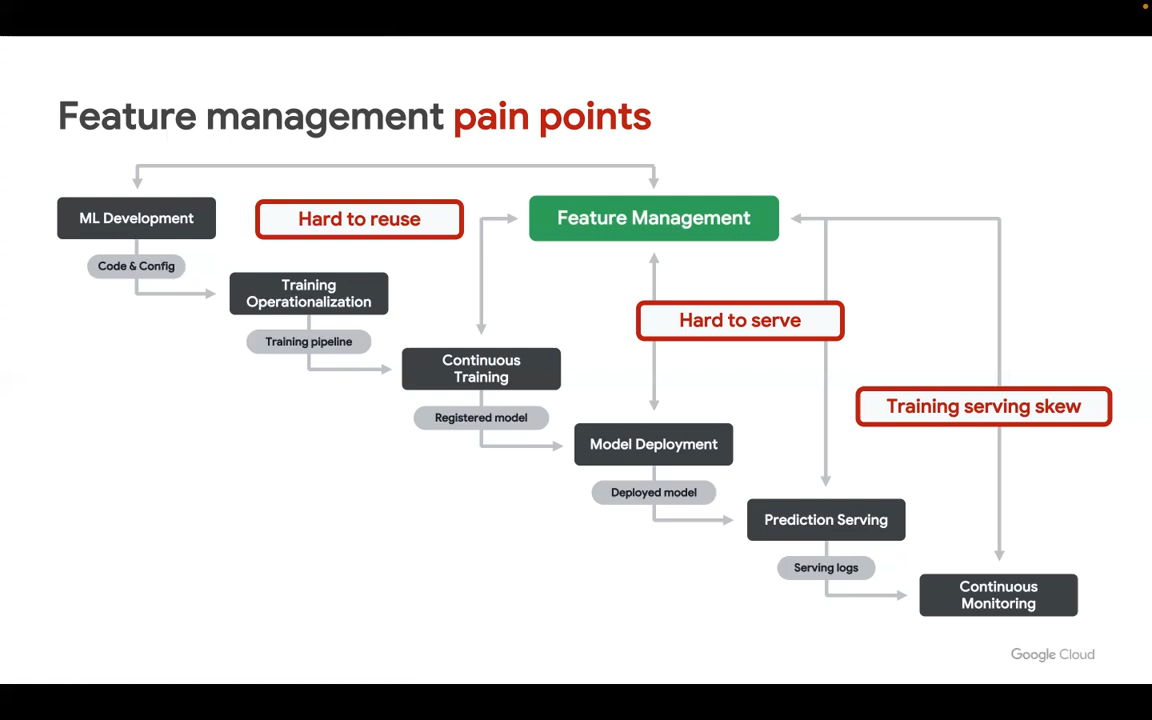 Feature management pain points
ML Development
Hard to reuse
Feature Management
Code & Config
Training
Operationalization
Hard to serve
Training pipeline
Continuous
Training
Training serving skew
Registered model
Model Deployment
Deployed model
Prediction Serving
Serving logs
Continuous
Monitoring
Google Cloud